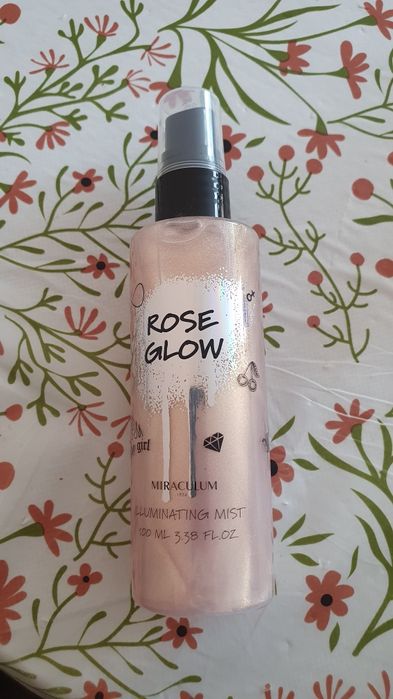 ROSE
GLOW
girl
MIRACULUM
ILLUMINATING MIST
100 ML 3.38 FL.OZ